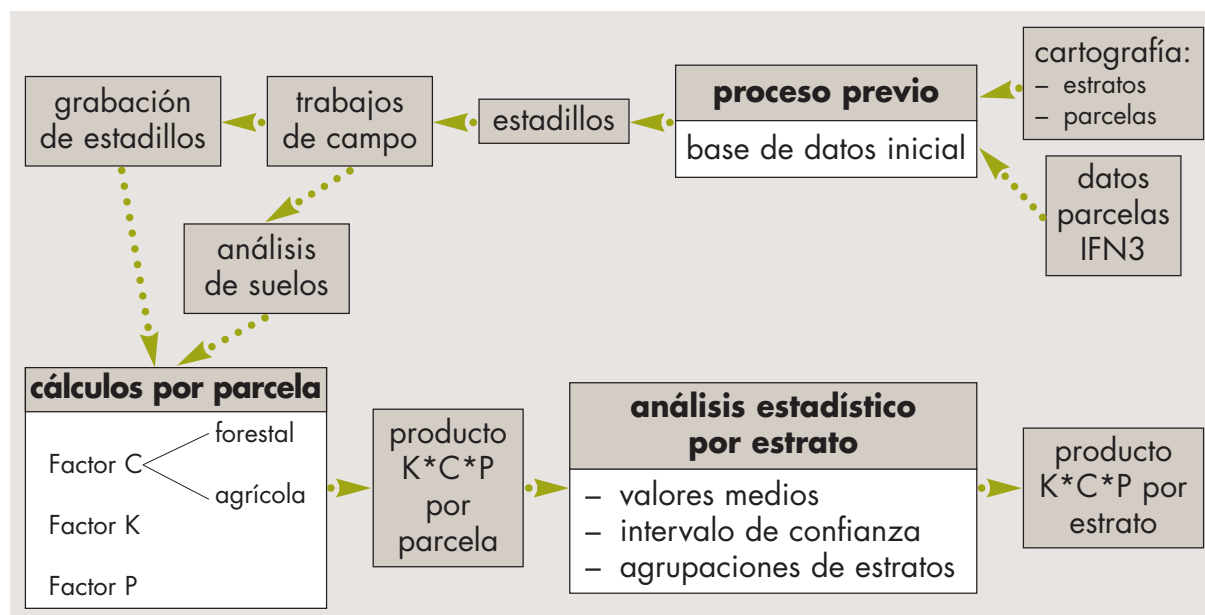 cartografía:
– estratos
– parcelas
proceso previo
base de datos inicial
datos
parcelas
IFN3
estadillos
trabajos
de campo
grabación
de estadillos
análisis
de suelos
cálculos por parcela
Factor C
forestal
agrícola
Factor K
Factor P
producto
K*C*P
por
parcela
análisis estadístico
por estrato
– valores medios
– intervalo de confianza
– agrupaciones de estratos
producto
K*C*P por
estrato